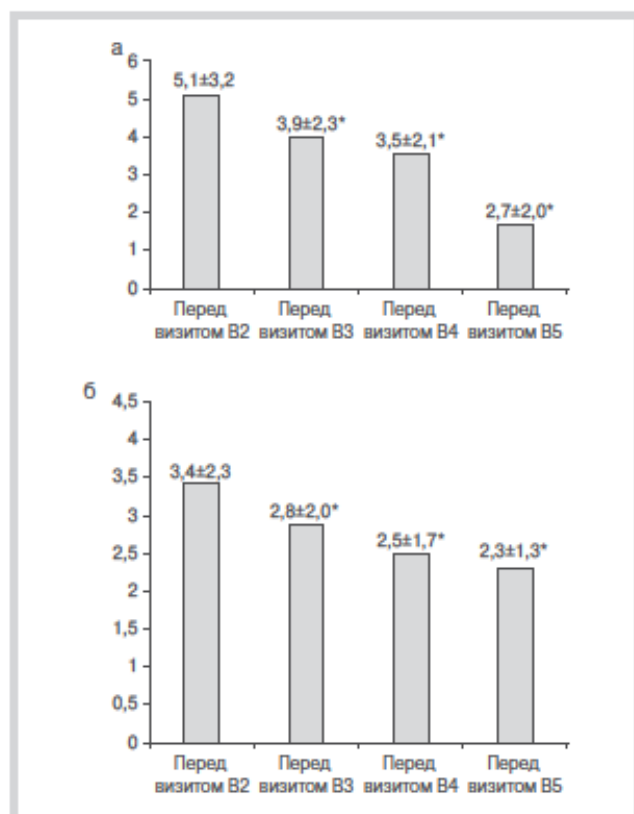 а
6
5
4
3
2
1
0
5,1±3,2
3,9±2,3*
3,5±2,1*
2,7±2,0*
Перед визитом В2
Перед визитом В3
Перед визитом В4
Перед визитом В5
б
4,5
4
3,5
3
2,5
2
1,5
1
0,5
0
3,4±2,3
2,8±2,0*
2,5±1,7*
2,3±1,3*
Перед визитом В2
Перед визитом В3
Перед визитом В4
Перед визитом В5